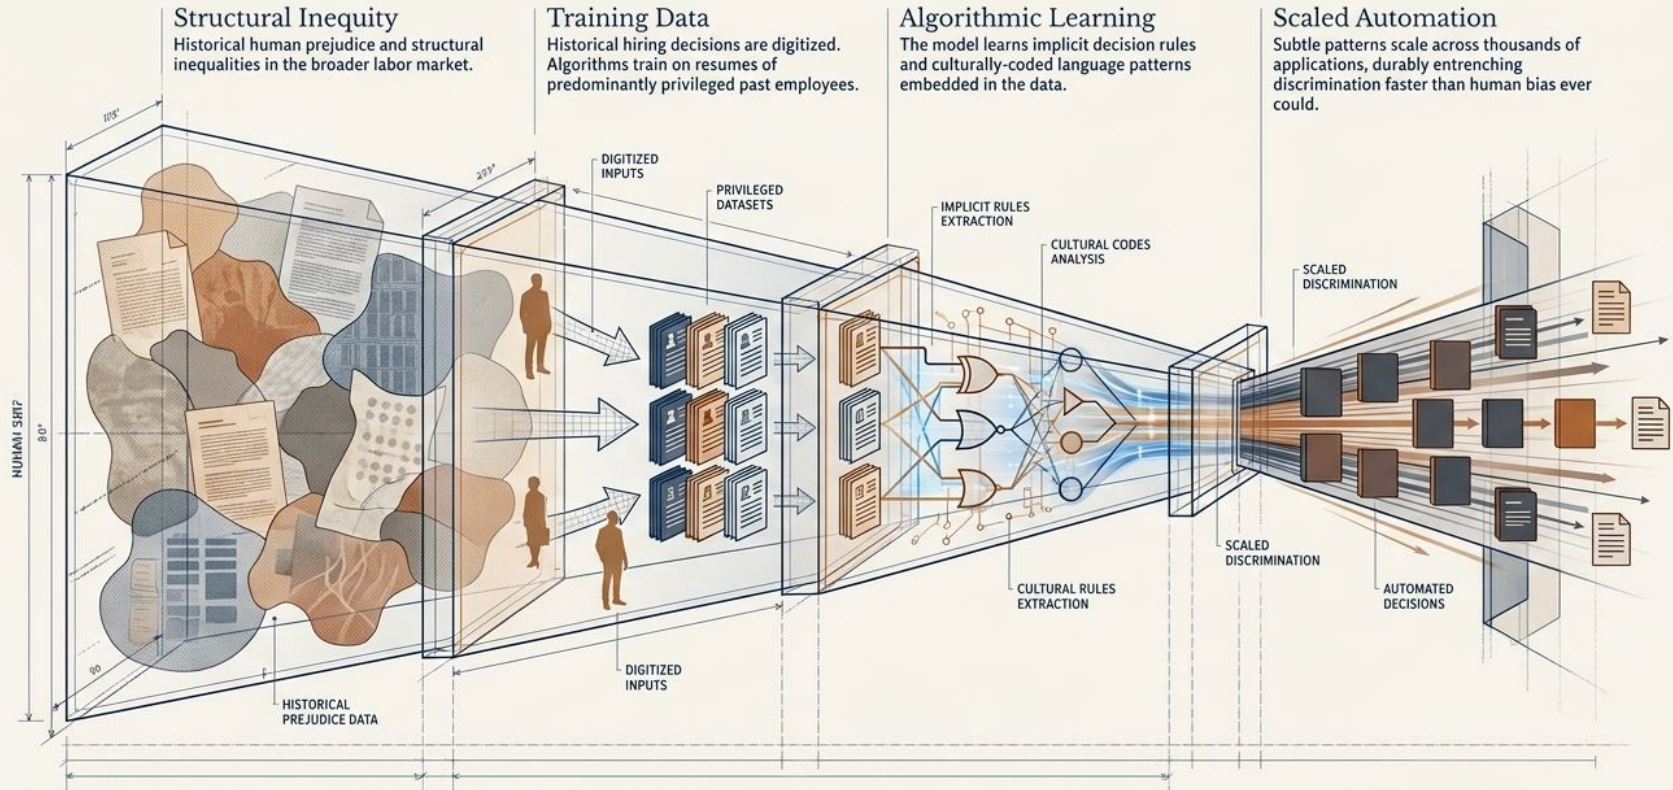 Structural Inequity
Historical human prejudice and structural
inequalities in the broader labor market.
Training Data
Historical hiring decisions are digitized.
Algorithms train on resumes of
predominantly privileged past employees.
Algorithmic Learning
The model learns implicit decision rules
and culturally-coded language patterns
embedded in the data.
Scaled Automation
Subtle patterns scale across thousands of
applications, durably entrenching
discrimination faster than human bias ever
could.
DIGITIZED
INPUTS
PRIVILEGED
DATASETS
IMPLICIT RULES
EXTRACTION
CULTURAL CODES
ANALYSIS
SCALED
DISCRIMINATION
80°
SCALED
DISCRIMINATION
CULTURAL RULES
EXTRACTION
AUTOMATED
DECISIONS
DIGITIZED
INPUTS
90
HISTORICAL
PREJUDICE DATA